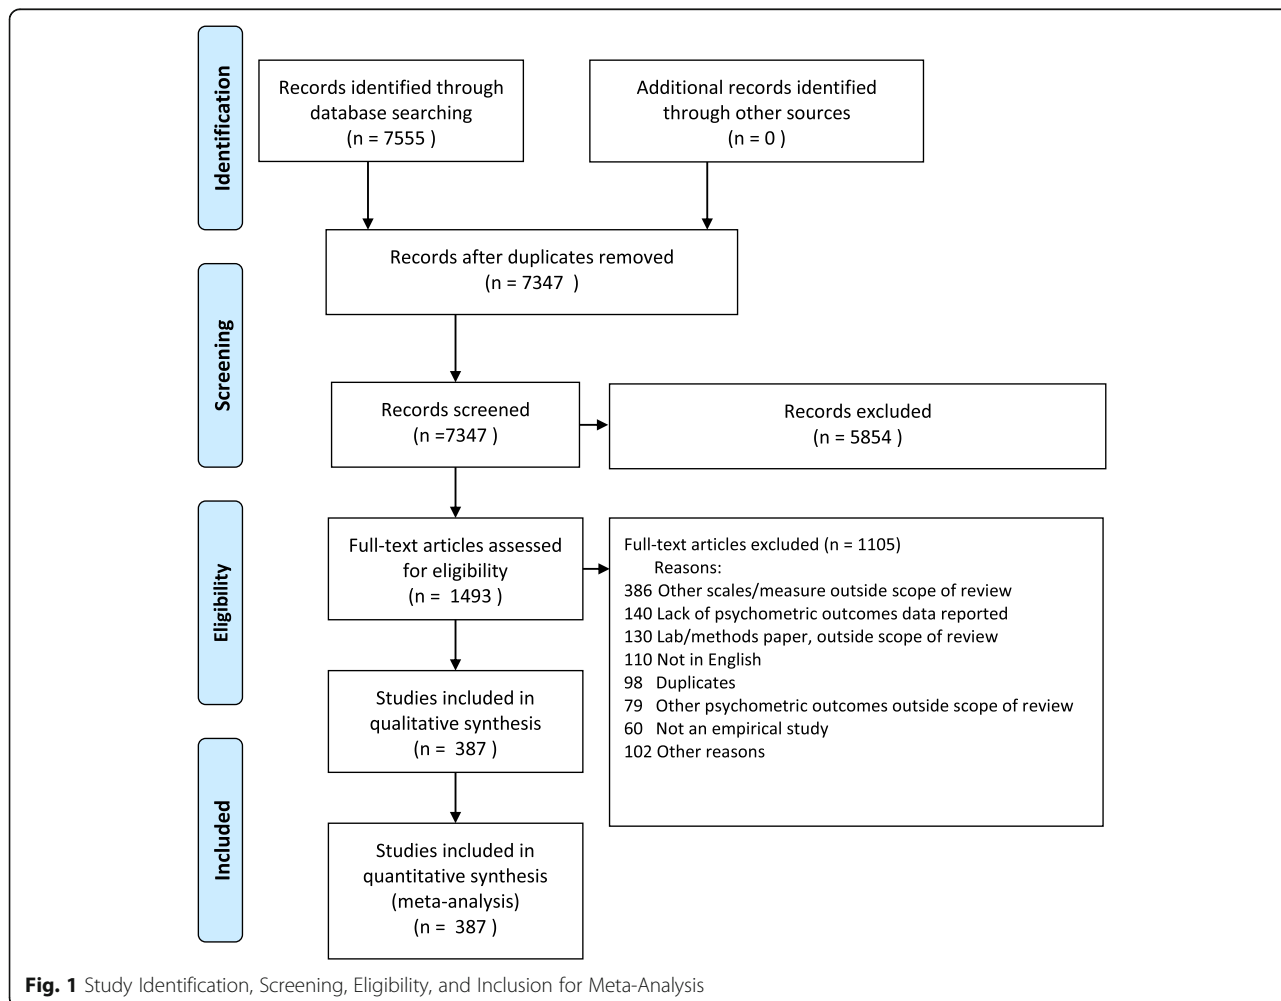 Identification
Records identified through
database searching
(n = 7555 )
Additional records identified
through other sources
(n = 0 )
Records after duplicates removed
(n = 7347 )
Screening
Records screened
(n =7347 )
Records excluded
(n = 5854 )
Eligibility
Full-text articles assessed
for eligibility
(n = 1493 )
Full-text articles excluded (n = 1105)
Reasons:
386 Other scales/measure outside scope of review
140 Lack of psychometric outcomes data reported
130 Lab/methods paper, outside scope of review
110 Not in English
98 Duplicates
79 Other psychometric outcomes outside scope of review
60 Not an empirical study
102 Other reasons
Studies included in
qualitative synthesis
(n = 387 )
Included
Studies included in
quantitative synthesis
(meta-analysis)
(n = 387 )
Fig. 1 Study Identification, Screening, Eligibility, and Inclusion for Meta-Analysis